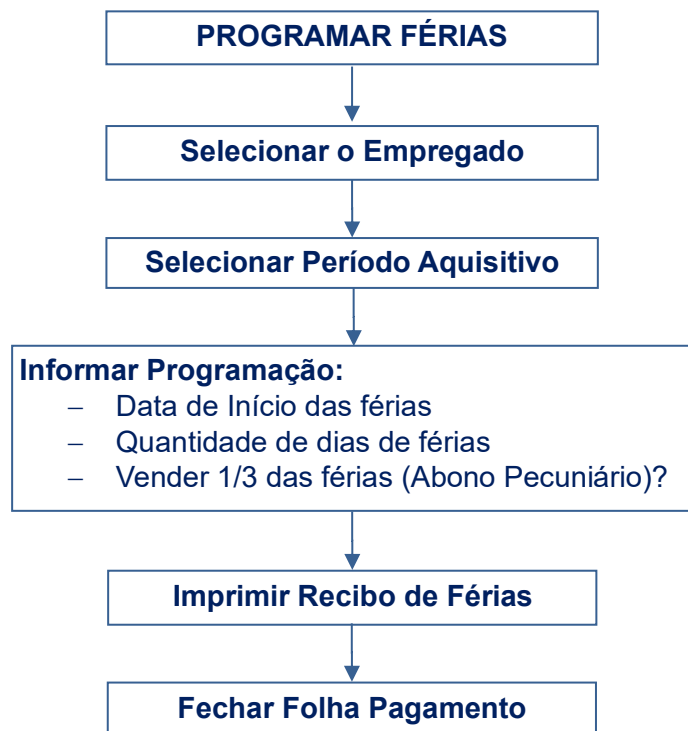 PROGRAMAR FÉRIAS
Selecionar o Empregado
Selecionar Período Aquisitivo
Informar Programação:
– Data de Início das férias
– Quantidade de dias de férias
– Vender 1/3 das férias (Abono Pecuniário)?
Imprimir Recibo de Férias
Fechar Folha Pagamento